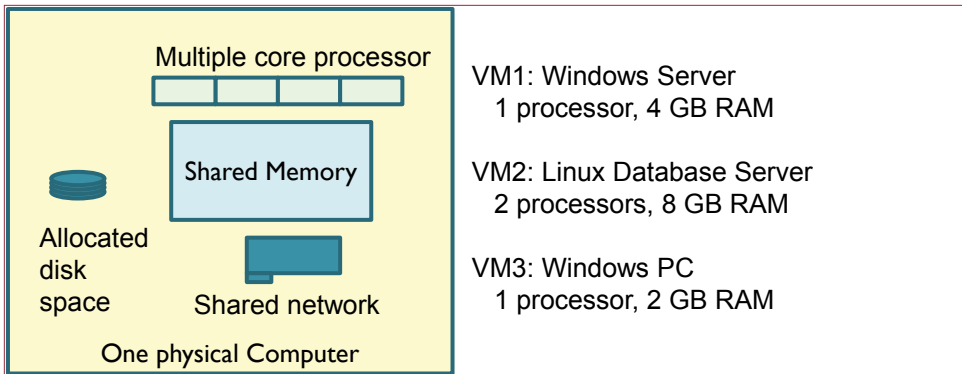 Multiple core processor
Shared Memory
Allocated
disk
space
Shared network
One physical Computer
VM1: Windows Server
1 processor, 4 GB RAM
VM2: Linux Database Server
2 processors, 8 GB RAM
VM3: Windows PC
1 processor, 2 GB RAM